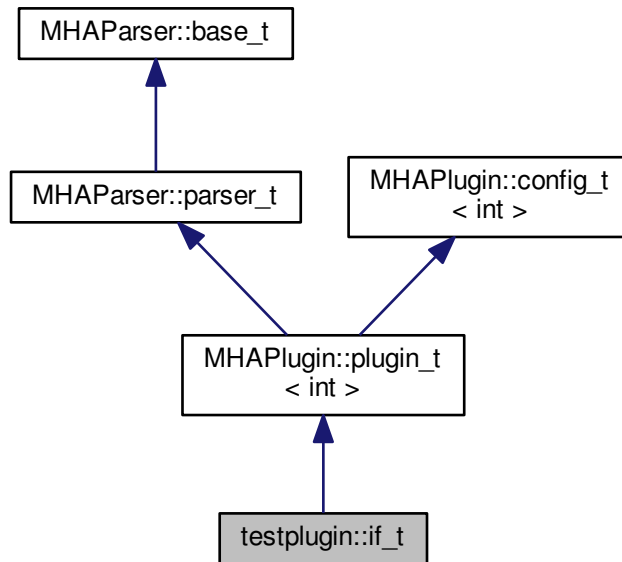 MHAParser::base_t
MHAParser::parser_t
MHAPlugin::config_t
< int >
MHAPlugin::plugin_t
< int >
testplugin::if_t